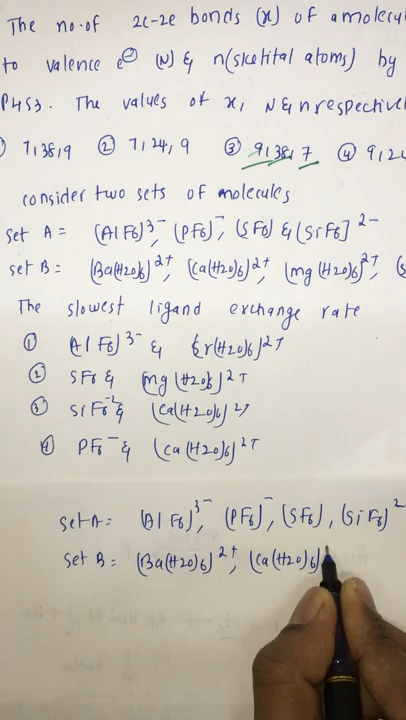 The no.of 2c-2e bonds (x) of a
to valence e⊖ (N) & n(skeltal atoms) by
P4S3. The values of x, N & n
7,38,9 ② 7,24,9 ③ 9,38,7 ④ 9,2
consider two sets of molecules
set A = (AlF6)3-, (PF6)-, (SF6) & (SiF6]2-
set B = (Ba(H2O)6)2+, (Ca(H2O)6)2+, (mg(H2O)6)2+,
The slowest ligand exchange rate
① AlF6)3- & (H2O)6)2+
② SF6 & (mg(H2O)6)2+
③ SiF6-2 & (Ca(H2O)6)2+
④ PF6- & (Ca(H2O)6)2+
set A = (AlF6)3-, (PF6)-, (SF6), (SiF6)2
set B = (Ba(H2O)6)2+, (Ca(H2O)6)